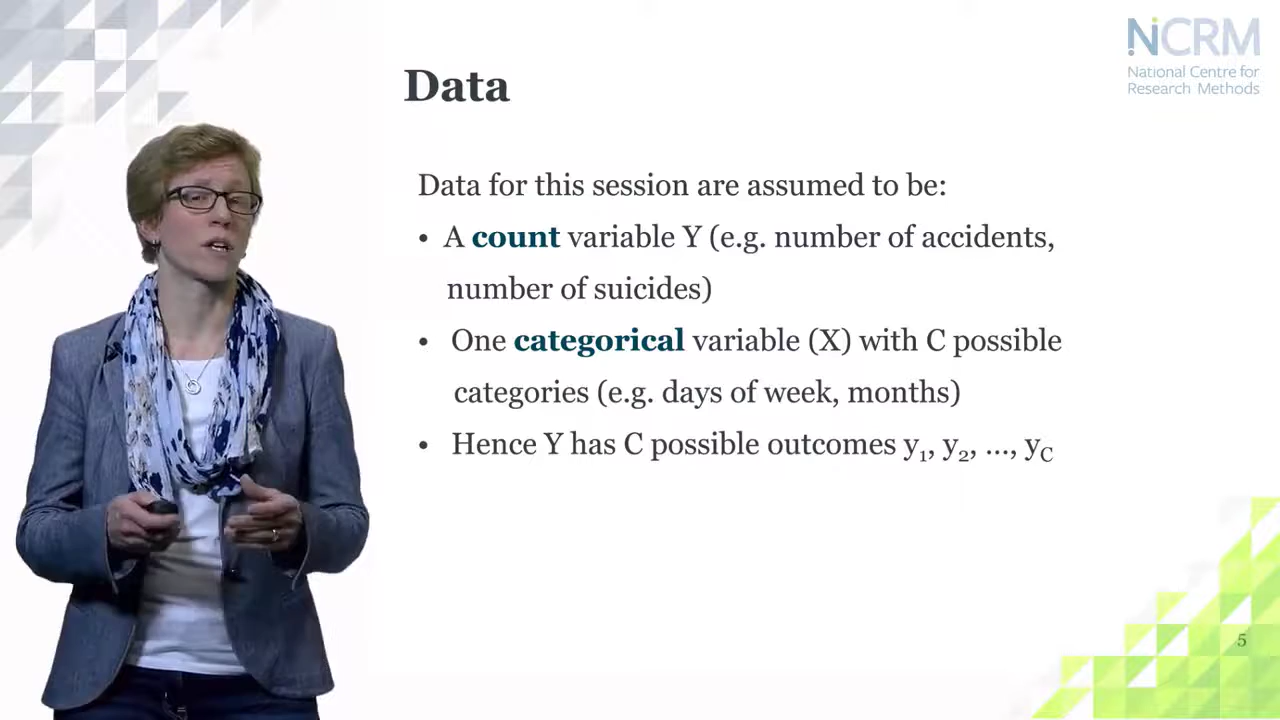 NCRM
National Centre for
Research Methods
Data
Data for this session are assumed to be:
• A count variable Y (e.g. number of accidents,
number of suicides)
• One categorical variable (X) with C possible
categories (e.g. days of week, months)
• Hence Y has C possible outcomes y₁, y₂, ..., y_C
5